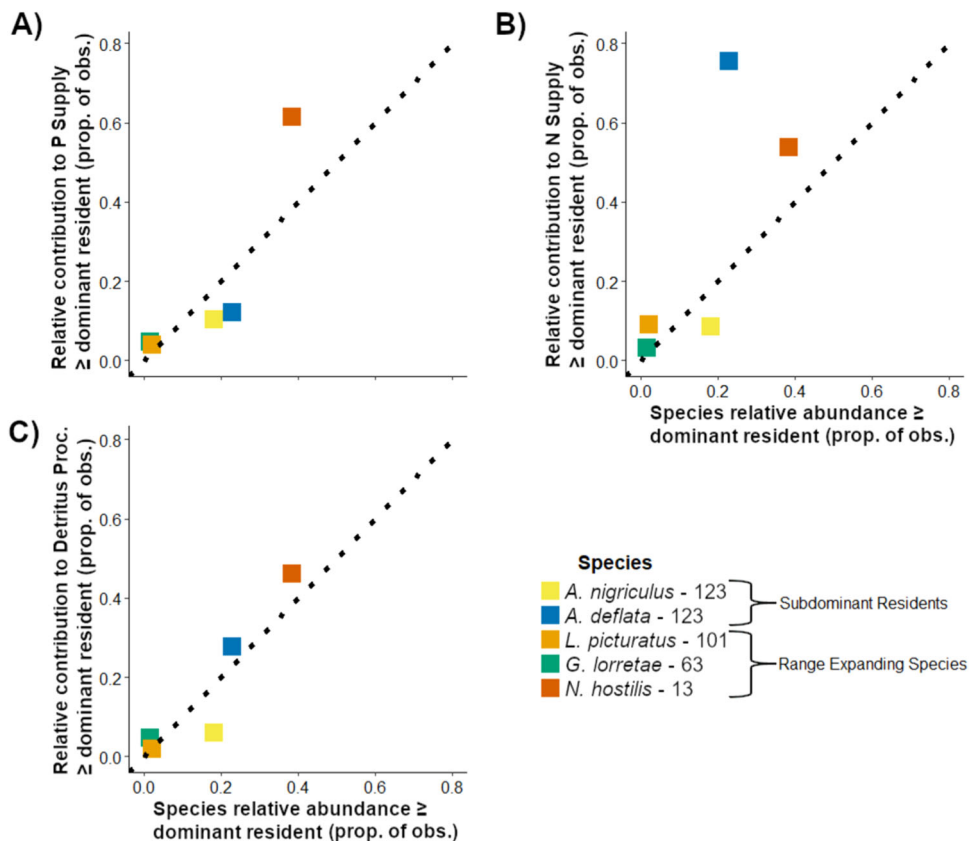 A)
Relative contribution to P Supply
≥ dominant resident (prop. of obs.)
0.8
0.6
0.4
0.2
0.0
B)
Relative contribution to N Supply
≥ dominant resident (prop. of obs.)
0.8
0.6
0.4
0.2
0.0
0.0 0.2 0.4 0.6 0.8
Species relative abundance ≥
dominant resident (prop. of obs.)
C)
Relative contribution to Detritus Proc.
≥ dominant resident (prop. of obs.)
0.8
0.6
0.4
0.2
0.0
0.0 0.2 0.4 0.6 0.8
Species relative abundance ≥
dominant resident (prop. of obs.)
Species
A. nigriculus - 123
A. deflata - 123
Subdominant Residents
L. picturatus - 101
G. lorretae - 63
N. hostilis - 13
Range Expanding Species